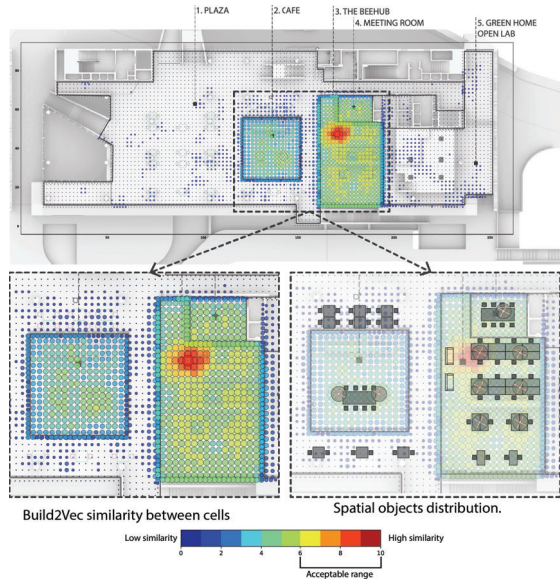 1. PLAZA
2. CAFE
3. THE BEEHUB
4. MEETING ROOM
5. GREEN HOME
OPEN LAB
Build2Vec similarity between cells
Spatial objects distribution.
Low similarity
High similarity
0 2 4 6 8 10
Acceptable range